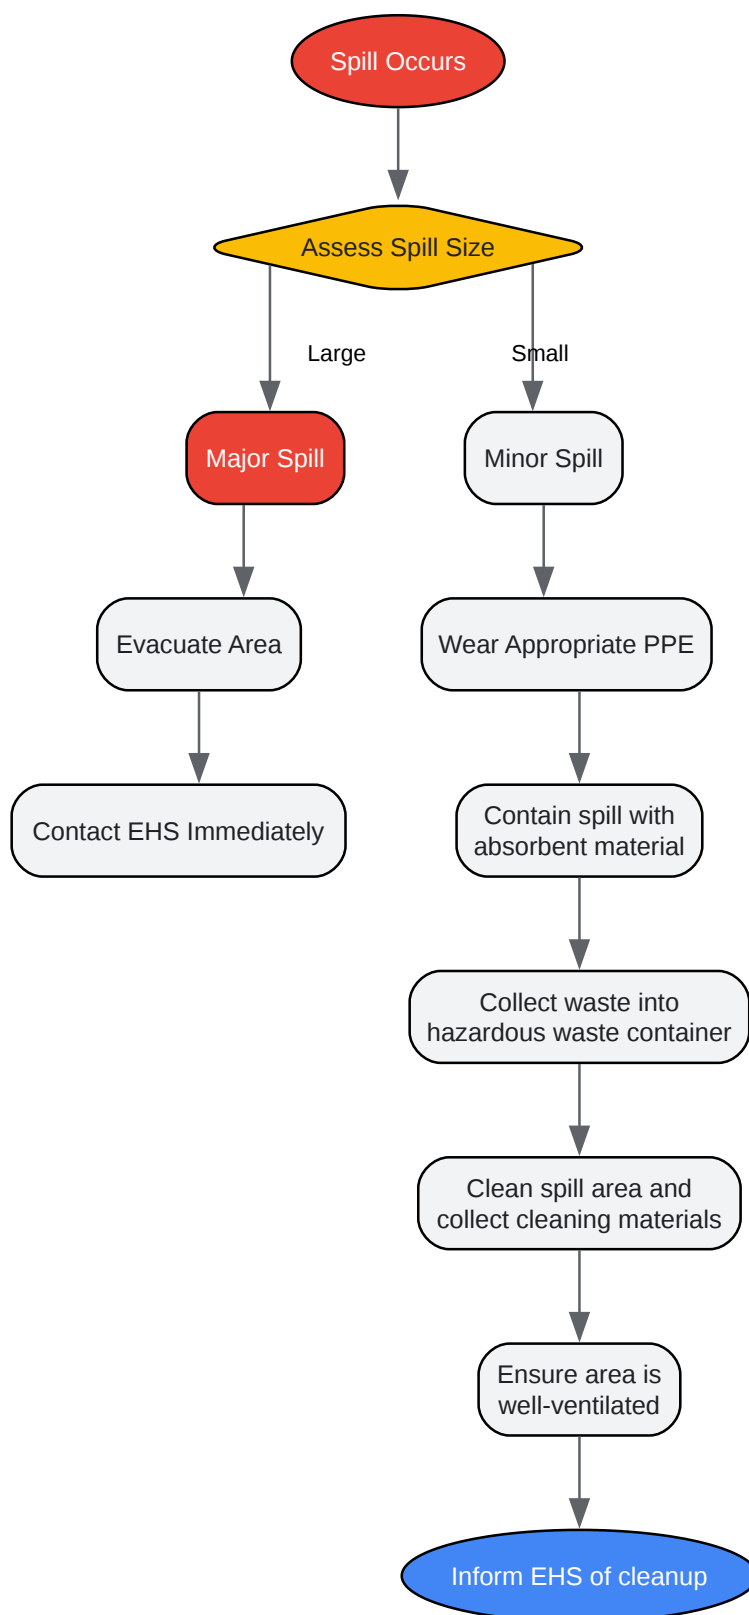 Spill Occurs
Assess Spill Size
Large
Small
Major Spill
Minor Spill
Evacuate Area
Wear Appropriate PPE
Contact EHS Immediately
Contain spill with
absorbent material
Collect waste into
hazardous waste container
Clean spill area and
collect cleaning materials
Ensure area is
well-ventilated
Inform EHS of cleanup